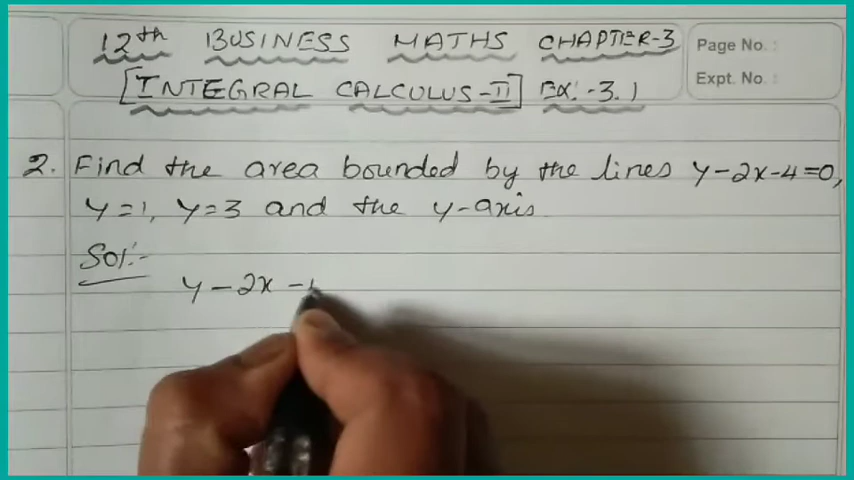 12th BUSINESS MATHS CHAPTER-3
Page No. :
[INTEGRAL CALCULUS-II] EX:-3.1
Expt. No. :
2. Find the area bounded by the lines y-2x-4=0,
y=1, y=3 and the y-axis.
Sol:-
y-2x-